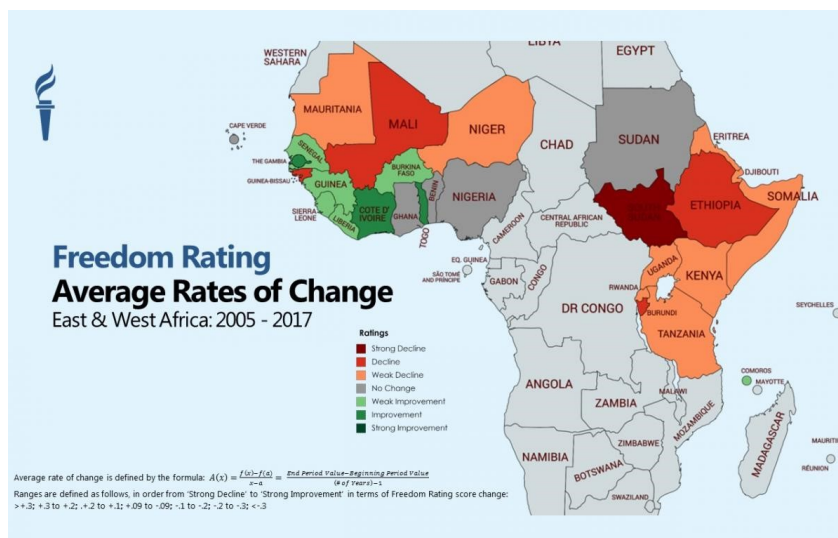 WESTERN
SAHARA
LIBYA
EGYPT
MAURITANIA
MALI
NIGER
CHAD
SUDAN
ERITREA
CAPE VERDE
SENEGAL
THE GAMBIA
GUINEA-BISSAU
GUINEA
BURKINA
FASO
BENIN
NIGERIA
DJIBOUTI
SOMALIA
ETHIOPIA
SIERRA
LEONE
LIBERIA
COTE D'
IVOIRE
GHANA
TOGO
CAMEROON
CENTRAL AFRICAN
REPUBLIC
SOUTH
SUDAN
EQ. GUINEA
SÃO TOMÉ
AND PRÍNCIPE
GABON
CONGO
DR CONGO
UGANDA
KENYA
RWANDA
BURUNDI
TANZANIA
SEYCHELLES
Freedom Rating
Average Rates of Change
East & West Africa: 2005 - 2017
Ratings
Strong Decline
Decline
Weak Decline
No Change
Weak Improvement
Improvement
Strong Improvement
COMOROS
MAYOTTE
ANGOLA
ZAMBIA
MALAWI
MOZAMBIQUE
ZIMBABWE
MADAGASCAR
NAMIBIA
BOTSWANA
SWAZILAND
MAURITI
RÉUNION
Average rate of change is defined by the formula: A(x) = f(x)−f(a) / x−a = End Period Value−Beginning Period Value / (# of Years)−1
Ranges are defined as follows, in order from 'Strong Decline' to 'Strong Improvement' in terms of Freedom Rating score change:
>+.3; +.3 to +.2; .+.2 to +.1; +.09 to -.09; -.1 to -.2; -.2 to -.3; <-.3